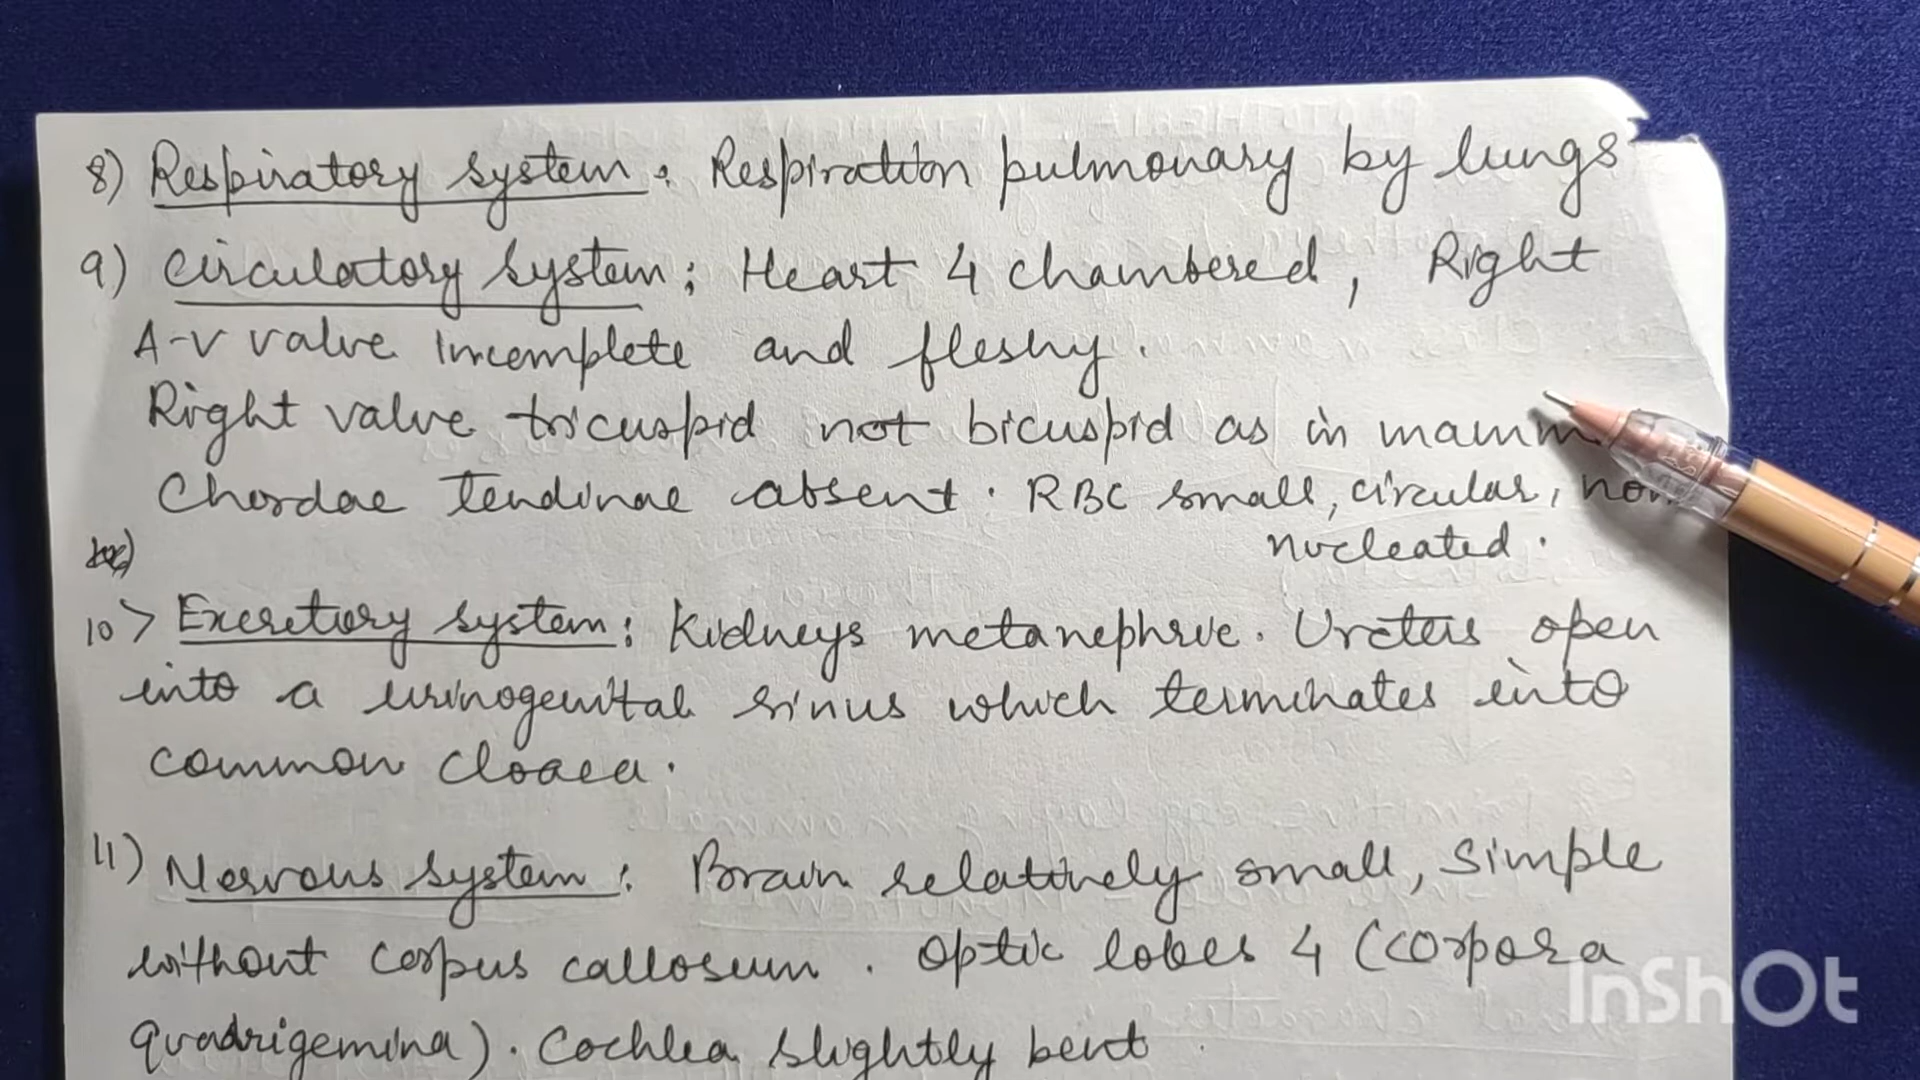 8) Respiratory system : Respiration pulmonary by lungs
9) Circulatory system ; Heart 4 chambered, Right
A-V valve Incomplete and fleshy.
Right valve tricuspid not bicuspid as in mamm
Chordae tendinae absent. RBC small, circular, non
nucleated.
10> Excretory system : Kidneys metanephric. Ureters open
into a urinogenital sinus which terminates into
common cloaca.
11) Nervous system : Brain relatively small, simple
without corpus callosum. Optic lobes 4 (corpora
quadrigemina). Cochlea slightly bent
InShOt